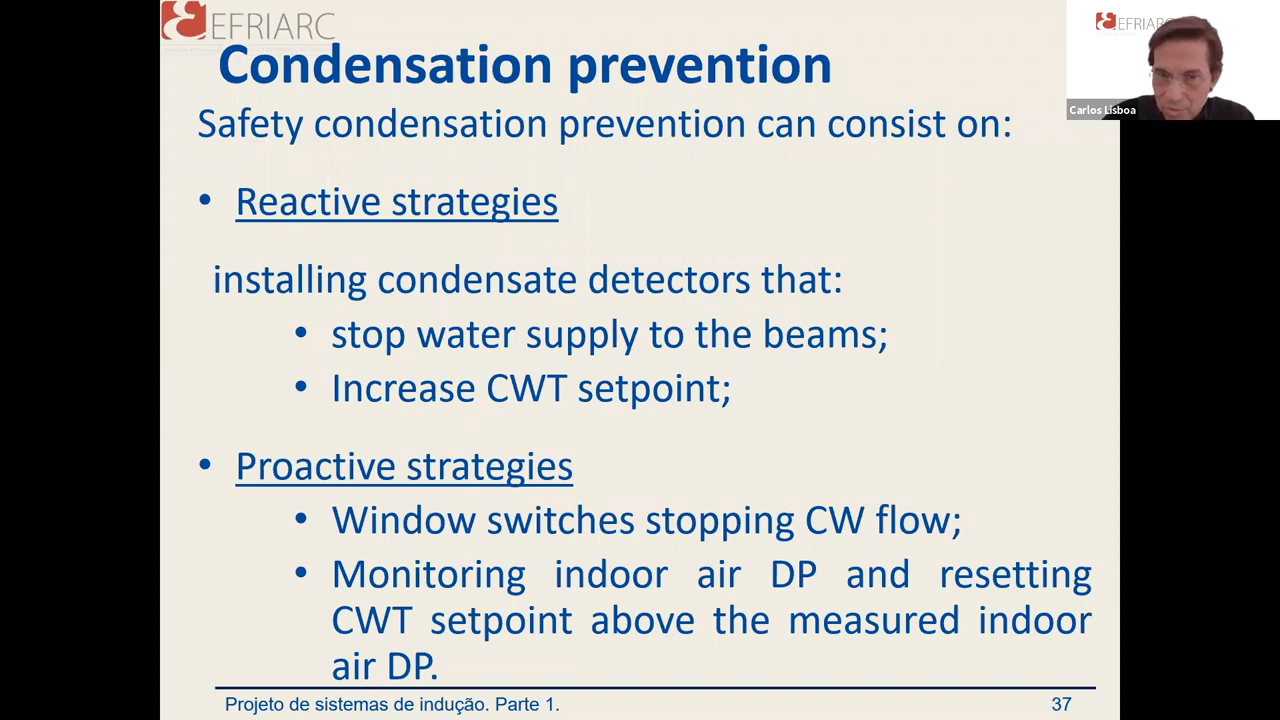 EFRIARC
Condensation prevention
Safety condensation prevention can consist on:
• Reactive strategies
installing condensate detectors that:
• stop water supply to the beams;
• Increase CWT setpoint;
• Proactive strategies
• Window switches stopping CW flow;
• Monitoring indoor air DP and resetting
CWT setpoint above the measured indoor
air DP.
Projeto de sistemas de indução. Parte 1.
37
EFRIARC
Carlos Lisboa